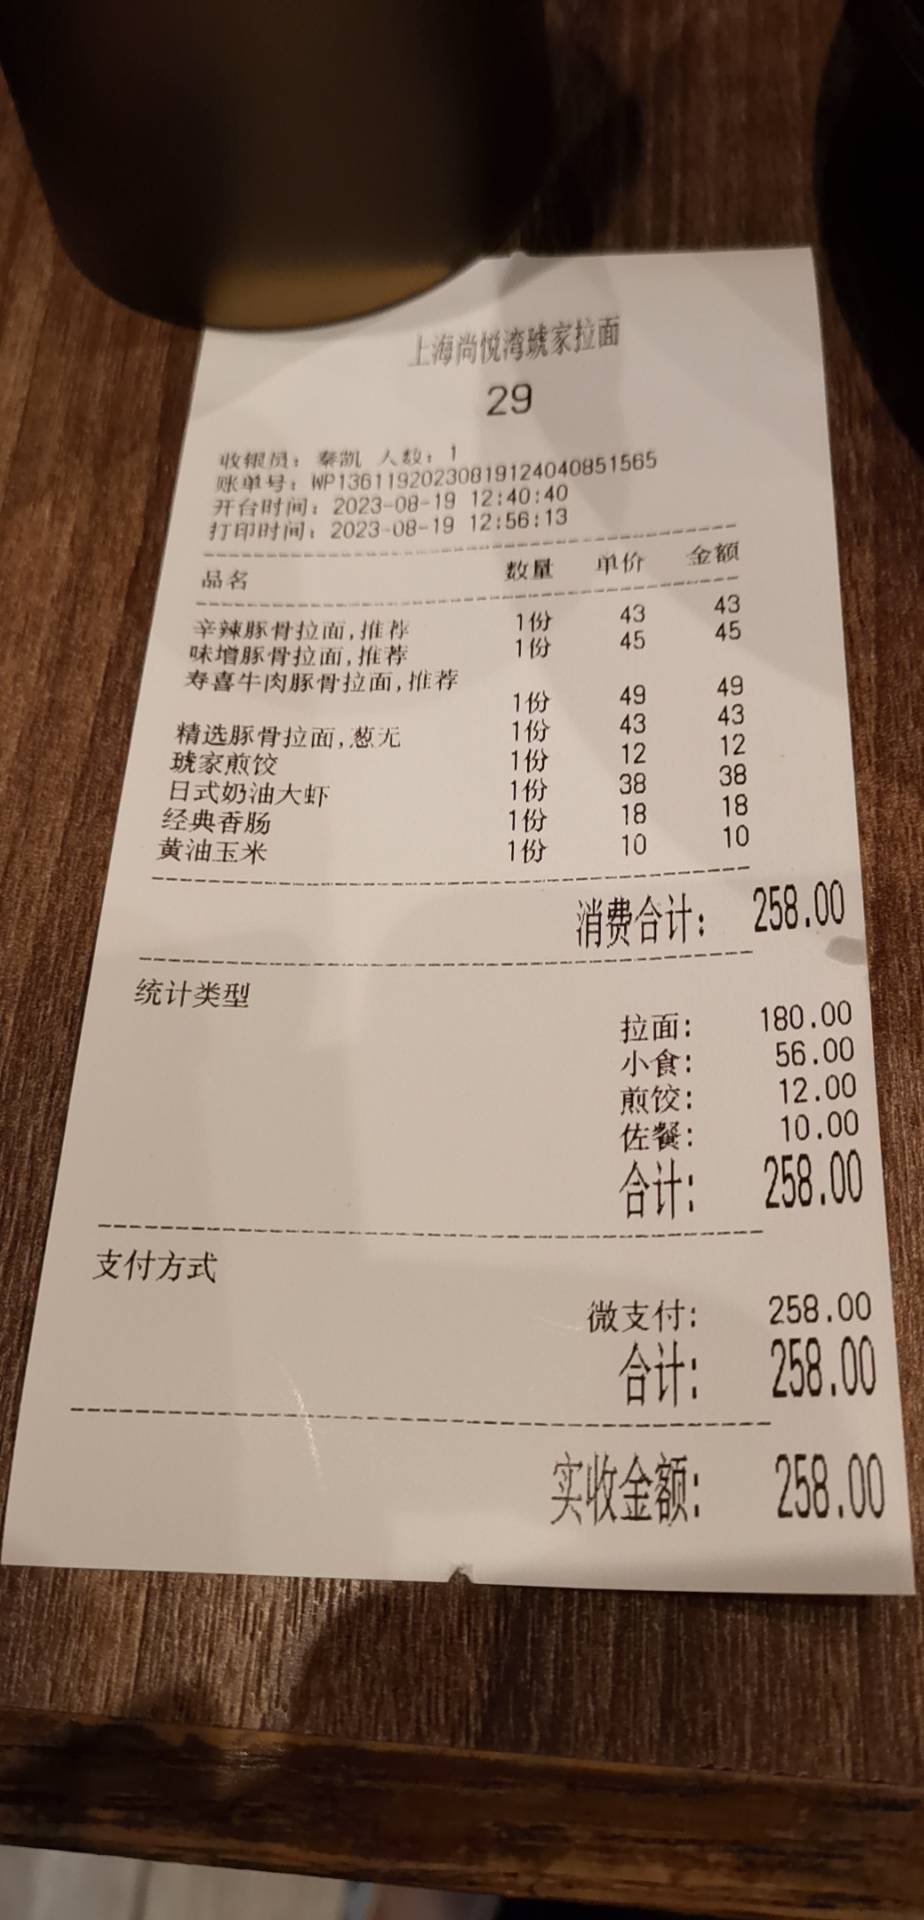 上海尚悦湾琥家拉面
29
收银员：秦凯 人数：1
账单号：WP13611920230819124040851565
开台时间：2023-08-19 12:40:40
打印时间：2023-08-19 12:56:13
品名 数量 单价 金额
辛辣豚骨拉面,推荐 1份 43 43
味增豚骨拉面,推荐 1份 45 45
寿喜牛肉豚骨拉面,推荐
1份 49 49
精选豚骨拉面,葱无 1份 43 43
琥家煎饺 1份 12 12
日式奶油大虾 1份 38 38
经典香肠 1份 18 18
黄油玉米 1份 10 10
消费合计： 258.00
统计类型
拉面: 180.00
小食: 56.00
煎饺: 12.00
佐餐: 10.00
合计: 258.00
支付方式
微支付: 258.00
合计: 258.00
实收金额: 258.00